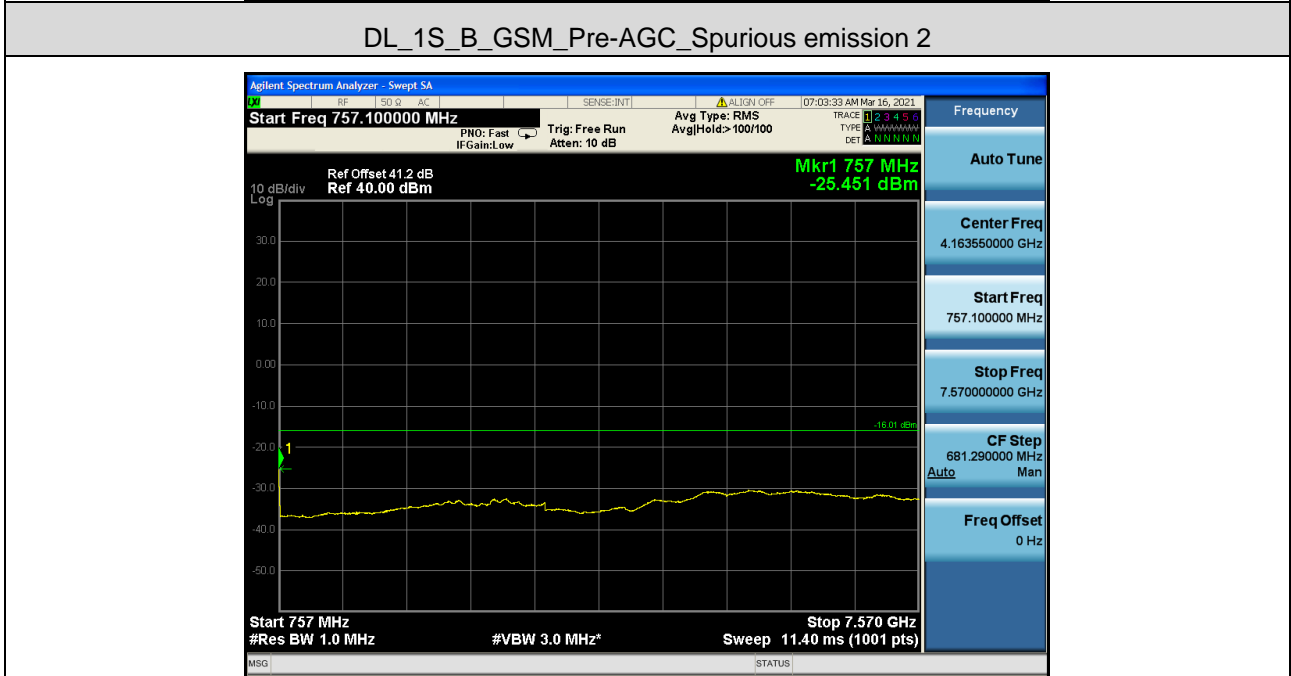 DL_1S_B_GSM_Pre-AGC_Spurious emission 2
Agilent Spectrum Analyzer - Swept SA
LXI RF 50 Ω AC SENSE:INT ALIGN OFF 07:03:33 AM Mar 16, 2021
Start Freq 757.100000 MHz
PNO: Fast
IFGain:Low
Trig: Free Run
Atten: 10 dB
Avg Type: RMS
Avg|Hold:>100/100
TRACE 1 2 3 4 5 6
TYPE A WWWWW
DET A N N N N N
Mkr1 757 MHz
-25.451 dBm
Ref Offset 41.2 dB
10 dB/div Ref 40.00 dBm
Log
30.0
20.0
10.0
0.00
-10.0
-16.01 dBm
-20.0
1
-30.0
-40.0
-50.0
Start 757 MHz Stop 7.570 GHz
#Res BW 1.0 MHz #VBW 3.0 MHz* Sweep 11.40 ms (1001 pts)
MSG STATUS
Frequency
Auto Tune
Center Freq
4.163550000 GHz
Start Freq
757.100000 MHz
Stop Freq
7.570000000 GHz
CF Step
681.290000 MHz
Auto Man
Freq Offset
0 Hz